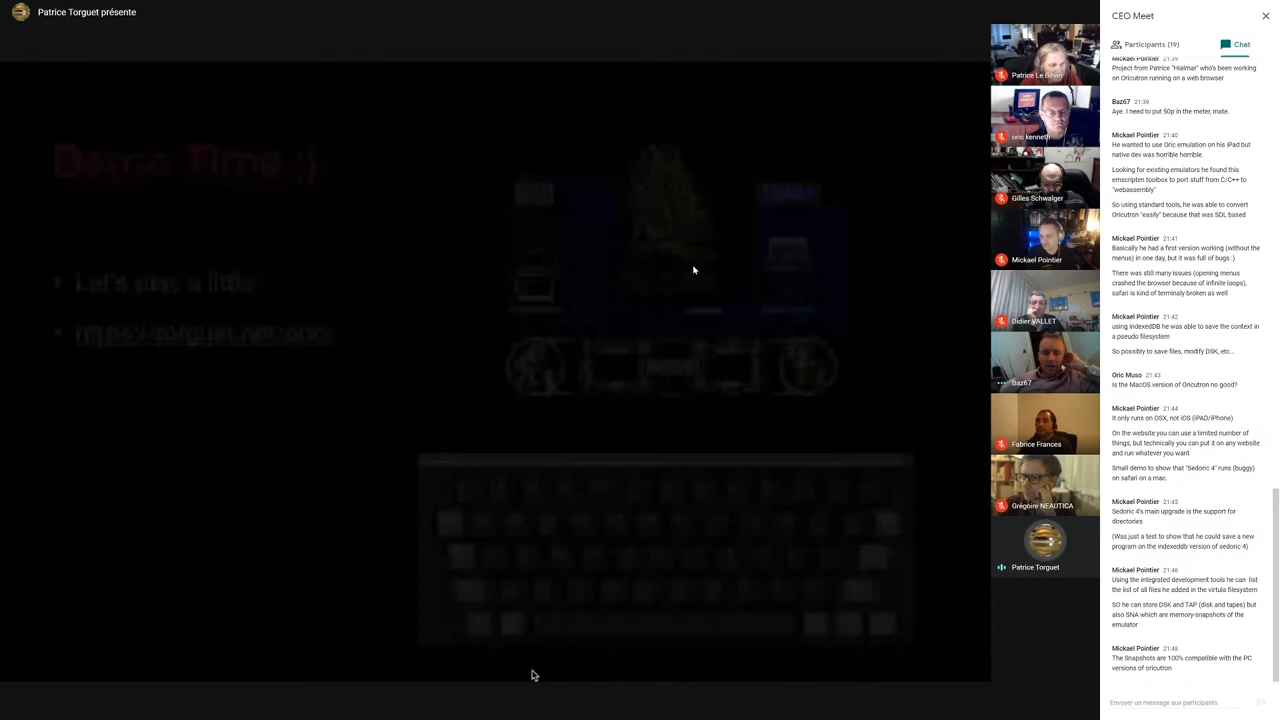 Patrice Torguet présente
Demo Time ;)
Let's play a little
Patrice Le Bihan
oric kenneth
Gilles Schwalger
Mickael Pointier
Didier VALLET
Baz67
Fabrice Frances
Grégoire NEAUTICA
Patrice Torguet
CEO Meet
Participants (19)
Chat
Mickael Pointier 21:39
Project from Patrice "Hialmar" who's been working
on Oricutron running on a web browser
Baz67 21:39
Aye. I need to put 50p in the meter, mate.
Mickael Pointier 21:40
He wanted to use Oric emulation on his iPad but
native dev was horrible horrible.
Looking for existing emulators he found this
emscripten toolbox to port stuff from C/C++ to
"webassembly"
So using standard tools, he was able to convert
Oricutron "easily" because that was SDL based
Mickael Pointier 21:41
Basically he had a first version working (without the
menus) in one day, but it was full of bugs :)
There was still many issues (opening menus
crashed the browser because of infinite loops),
safari is kind of terminaly broken as well
Mickael Pointier 21:42
using indexedDB he was able to save the context in
a pseudo filesystem
So possibly to save files, modify DSK, etc...
Oric Muso 21:43
Is the MacOS version of Oricutron no good?
Mickael Pointier 21:44
It only runs on OSX, not iOS (iPAD/iPhone)
On the website you can use a limited number of
things, but technically you can put it on any website
and run whatever you want
Small demo to show that "Sedoric 4" runs (buggy)
on safari on a mac.
Mickael Pointier 21:45
Sedoric 4's main upgrade is the support for
directories
(Was just a test to show that he could save a new
program on the indexeddb version of sedoric 4)
Mickael Pointier 21:46
Using the integrated development tools he can list
the list of all files he added in the virtula filesystem
SO he can store DSK and TAP (disk and tapes) but
also SNA which are memory-snapshots of the
emulator
Mickael Pointier 21:48
The Snapshots are 100% compatible with the PC
versions of oricutron
Envoyer un message aux participants